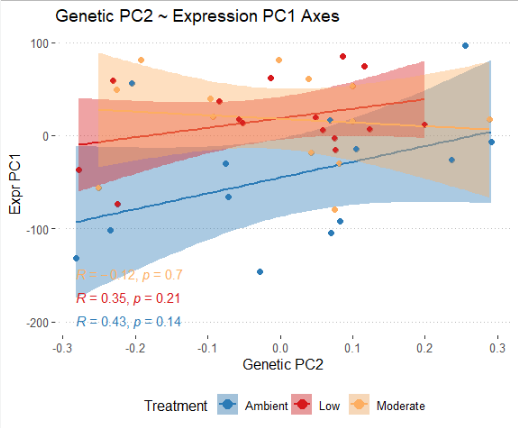 Genetic PC2 ~ Expression PC1 Axes
100
0
-100
-200
Expr PC1
R = -0.12, p = 0.7
R = 0.35, p = 0.21
R = 0.43, p = 0.14
-0.3 -0.2 -0.1 0.0 0.1 0.2 0.3
Genetic PC2
Treatment Ambient Low Moderate